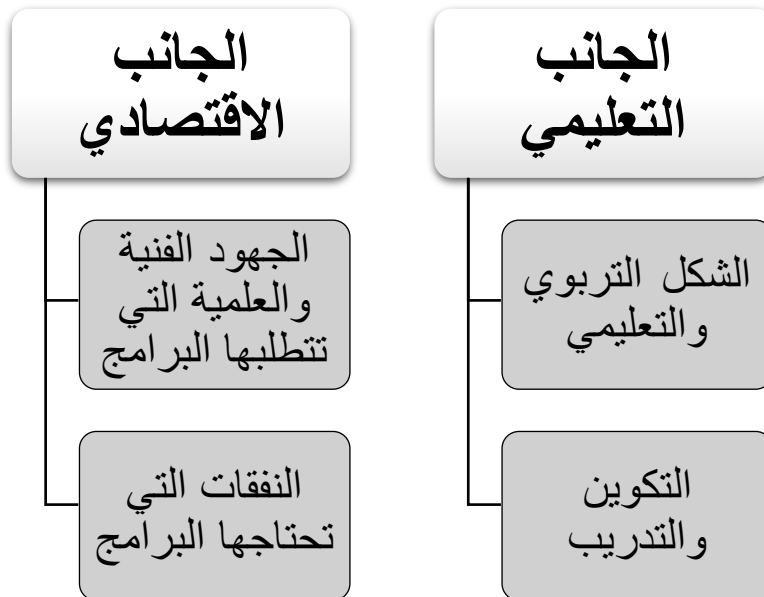 الجانب
التعليمي
الشكل التربوي
والتعليمي
التكوين
والتدريب
الجانب
الاقتصادي
الجهود الفنية
والعلمية التي
تتطلبها البرامج
النفقات التي
تحتاجها البرامج